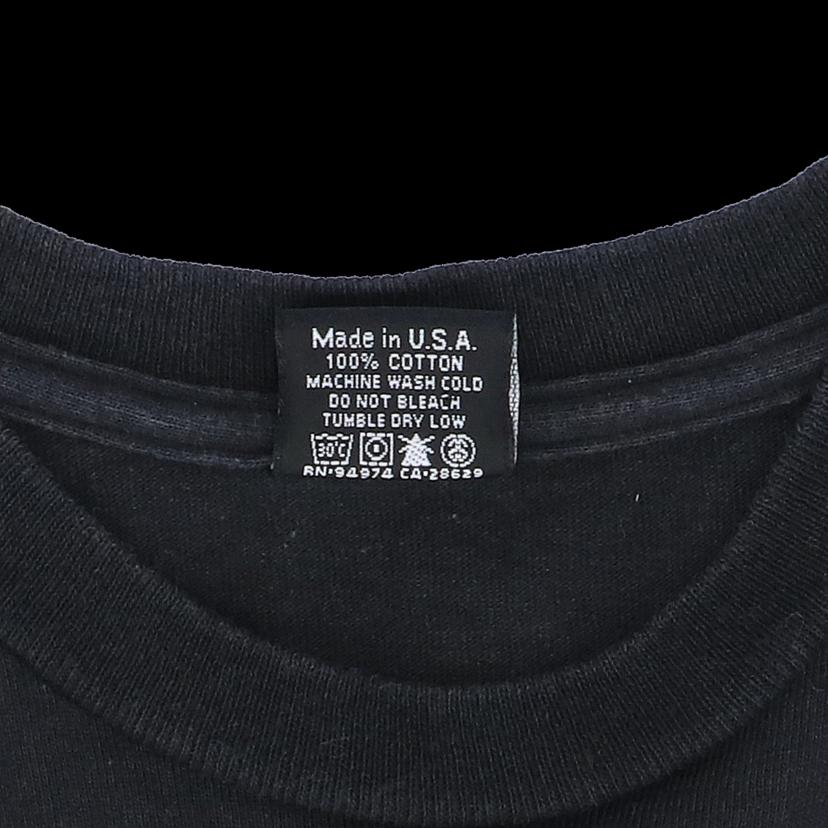 Made in U.S.A.
100% COTTON
MACHINE WASH COLD
DO NOT BLEACH
TUMBLE DRY LOW
30°C
RN•94974 CA•28629